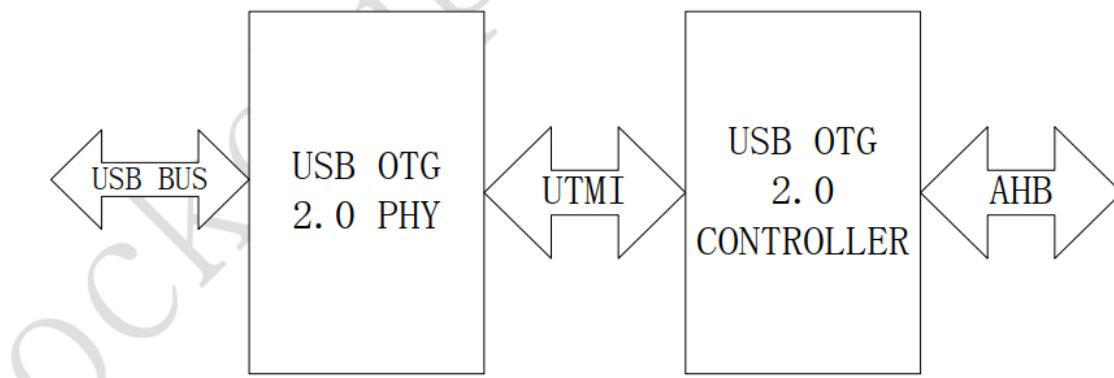 USB BUS
USB OTG
2.0 PHY
UTMI
USB OTG
2.0
CONTROLLER
AHB